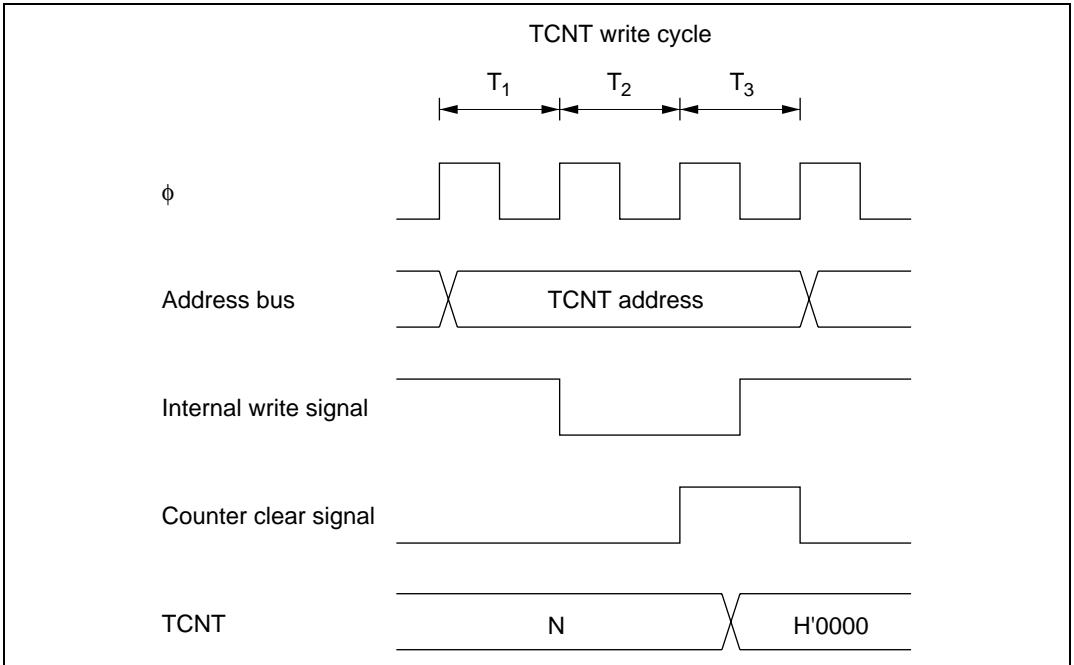 TCNT write cycle
T1 T2 T3
φ
Address bus TCNT address
Internal write signal
Counter clear signal
TCNT N H'0000